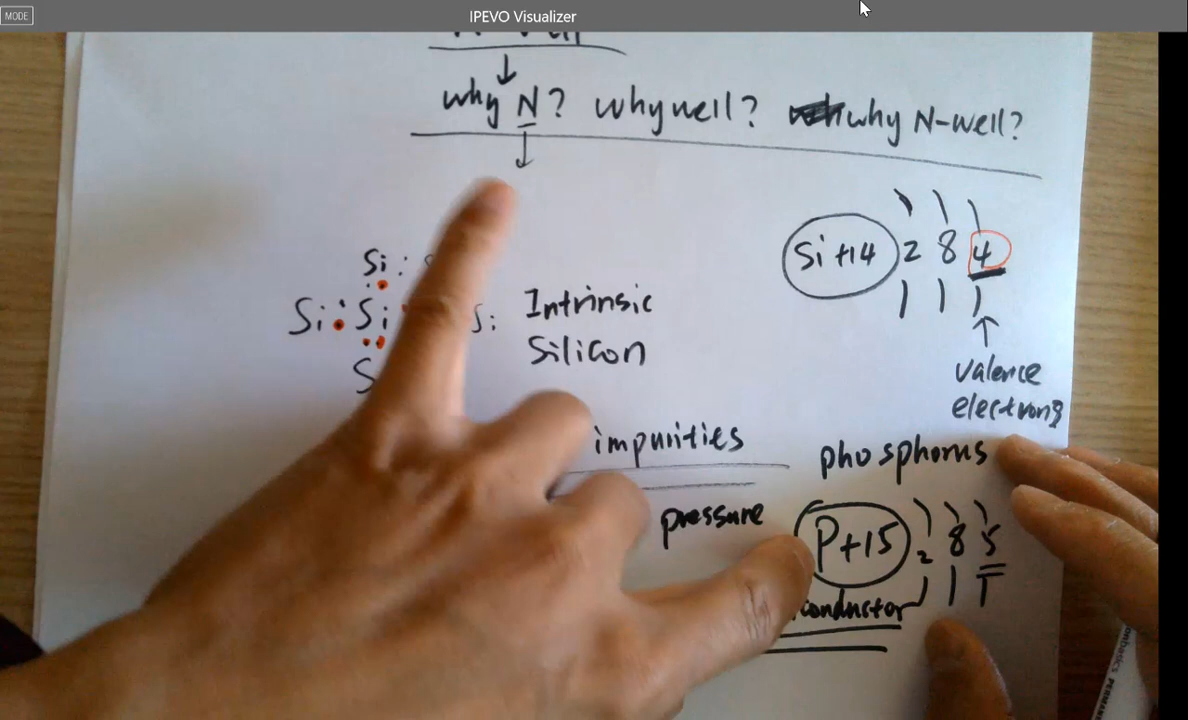 MODE
IPEVO Visualizer
why N? why well? why N-well?
Si+14 2 8 4
Si :
Si : Si Si
Intrinsic
Silicon
valence
electrons
impurities
phosphorus
pressure
P+15 2 8 5
conductor